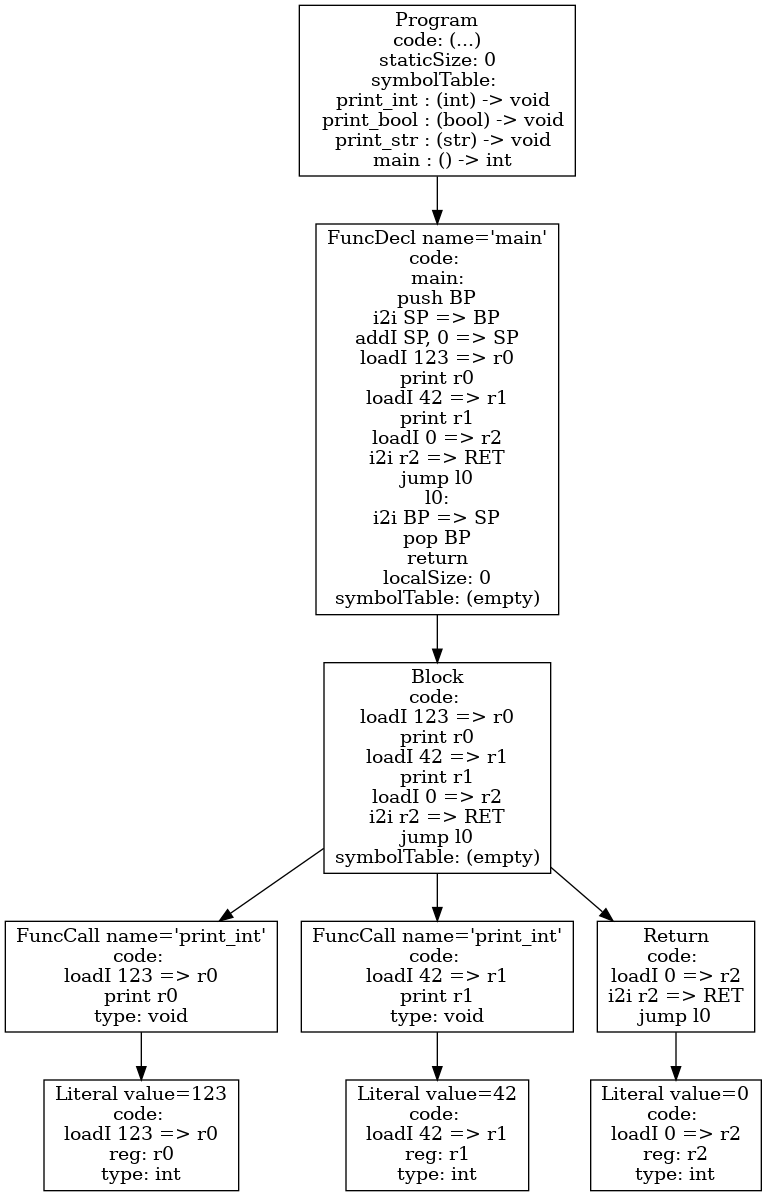 Program
code: (...)
staticSize: 0
symbolTable:
print_int : (int) -> void
print_bool : (bool) -> void
print_str : (str) -> void
main : () -> int
FuncDecl name='main'
code:
main:
push BP
i2i SP => BP
addI SP, 0 => SP
loadI 123 => r0
print r0
loadI 42 => r1
print r1
loadI 0 => r2
i2i r2 => RET
jump l0
l0:
i2i BP => SP
pop BP
return
localSize: 0
symbolTable: (empty)
Block
code:
loadI 123 => r0
print r0
loadI 42 => r1
print r1
loadI 0 => r2
i2i r2 => RET
jump l0
symbolTable: (empty)
FuncCall name='print_int'
code:
loadI 123 => r0
print r0
type: void
FuncCall name='print_int'
code:
loadI 42 => r1
print r1
type: void
Return
code:
loadI 0 => r2
i2i r2 => RET
jump l0
Literal value=123
code:
loadI 123 => r0
reg: r0
type: int
Literal value=42
code:
loadI 42 => r1
reg: r1
type: int
Literal value=0
code:
loadI 0 => r2
reg: r2
type: int